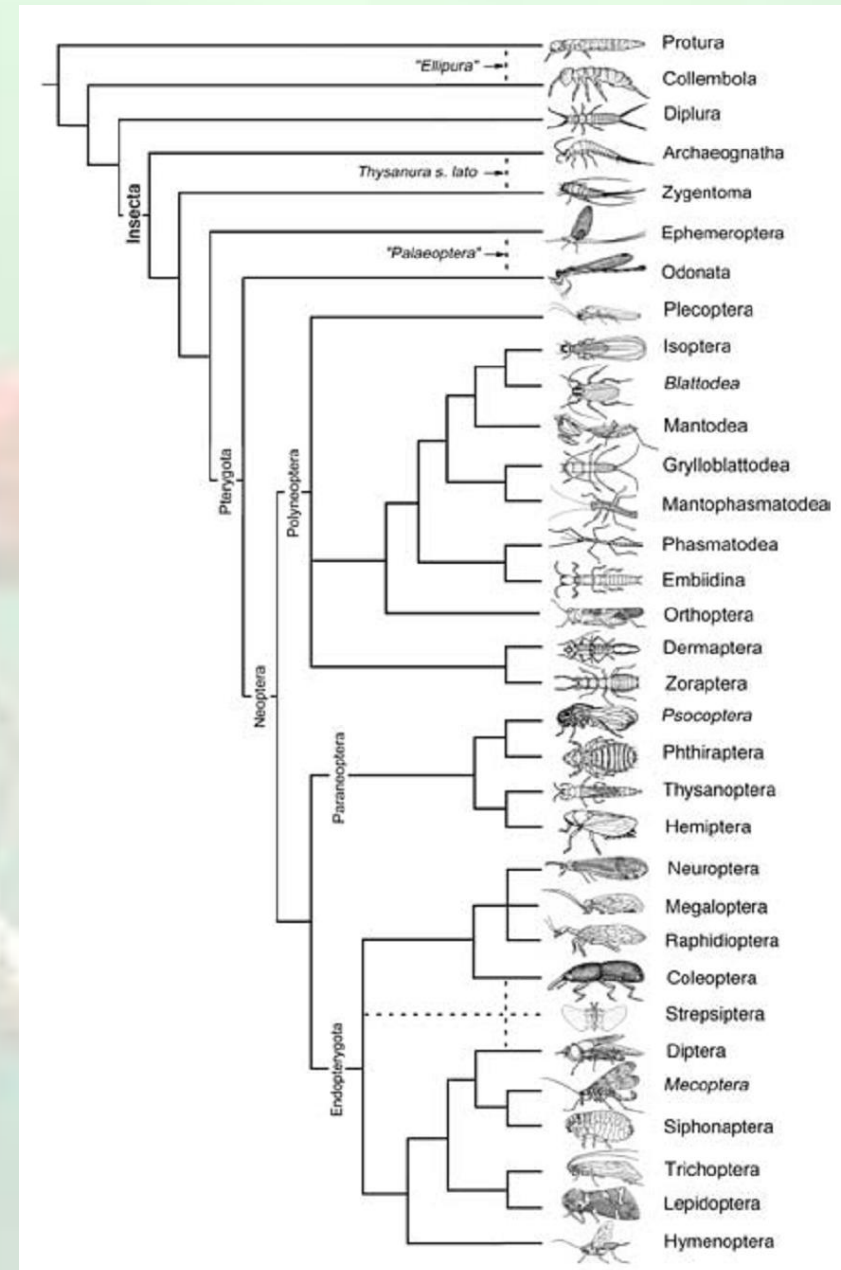 Protura
"Ellipura"
Collembola
Diplura
Archaeognatha
Thysanura s. lato
Zygentoma
Insecta
Ephemeroptera
"Palaeoptera"
Odonata
Plecoptera
Isoptera
Blattodea
Mantodea
Grylloblattodea
Pterygota
Polyneoptera
Mantophasmatodea
Phasmatodea
Embiidina
Orthoptera
Dermaptera
Zoraptera
Neoptera
Psocoptera
Phthiraptera
Paraneoptera
Thysanoptera
Hemiptera
Neuroptera
Megaloptera
Raphidioptera
Coleoptera
Strepsiptera
Diptera
Endopterygota
Mecoptera
Siphonaptera
Trichoptera
Lepidoptera
Hymenoptera